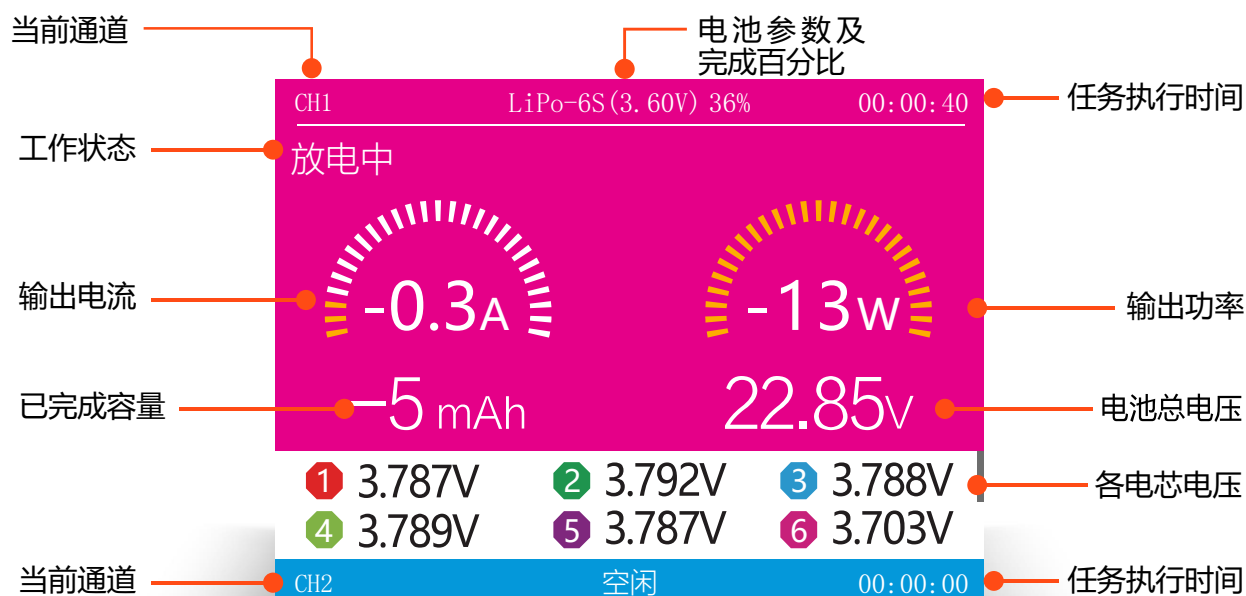 当前通道
电池参数及
完成百分比
CH1 LiPo-6S(3.60V) 36% 00:00:40
任务执行时间
工作状态
放电中
输出电流
-0.3A
-13W
输出功率
已完成容量
-5 mAh
22.85V
电池总电压
1 3.787V 2 3.792V 3 3.788V
各电芯电压
4 3.789V 5 3.787V 6 3.703V
当前通道
CH2 空闲 00:00:00
任务执行时间